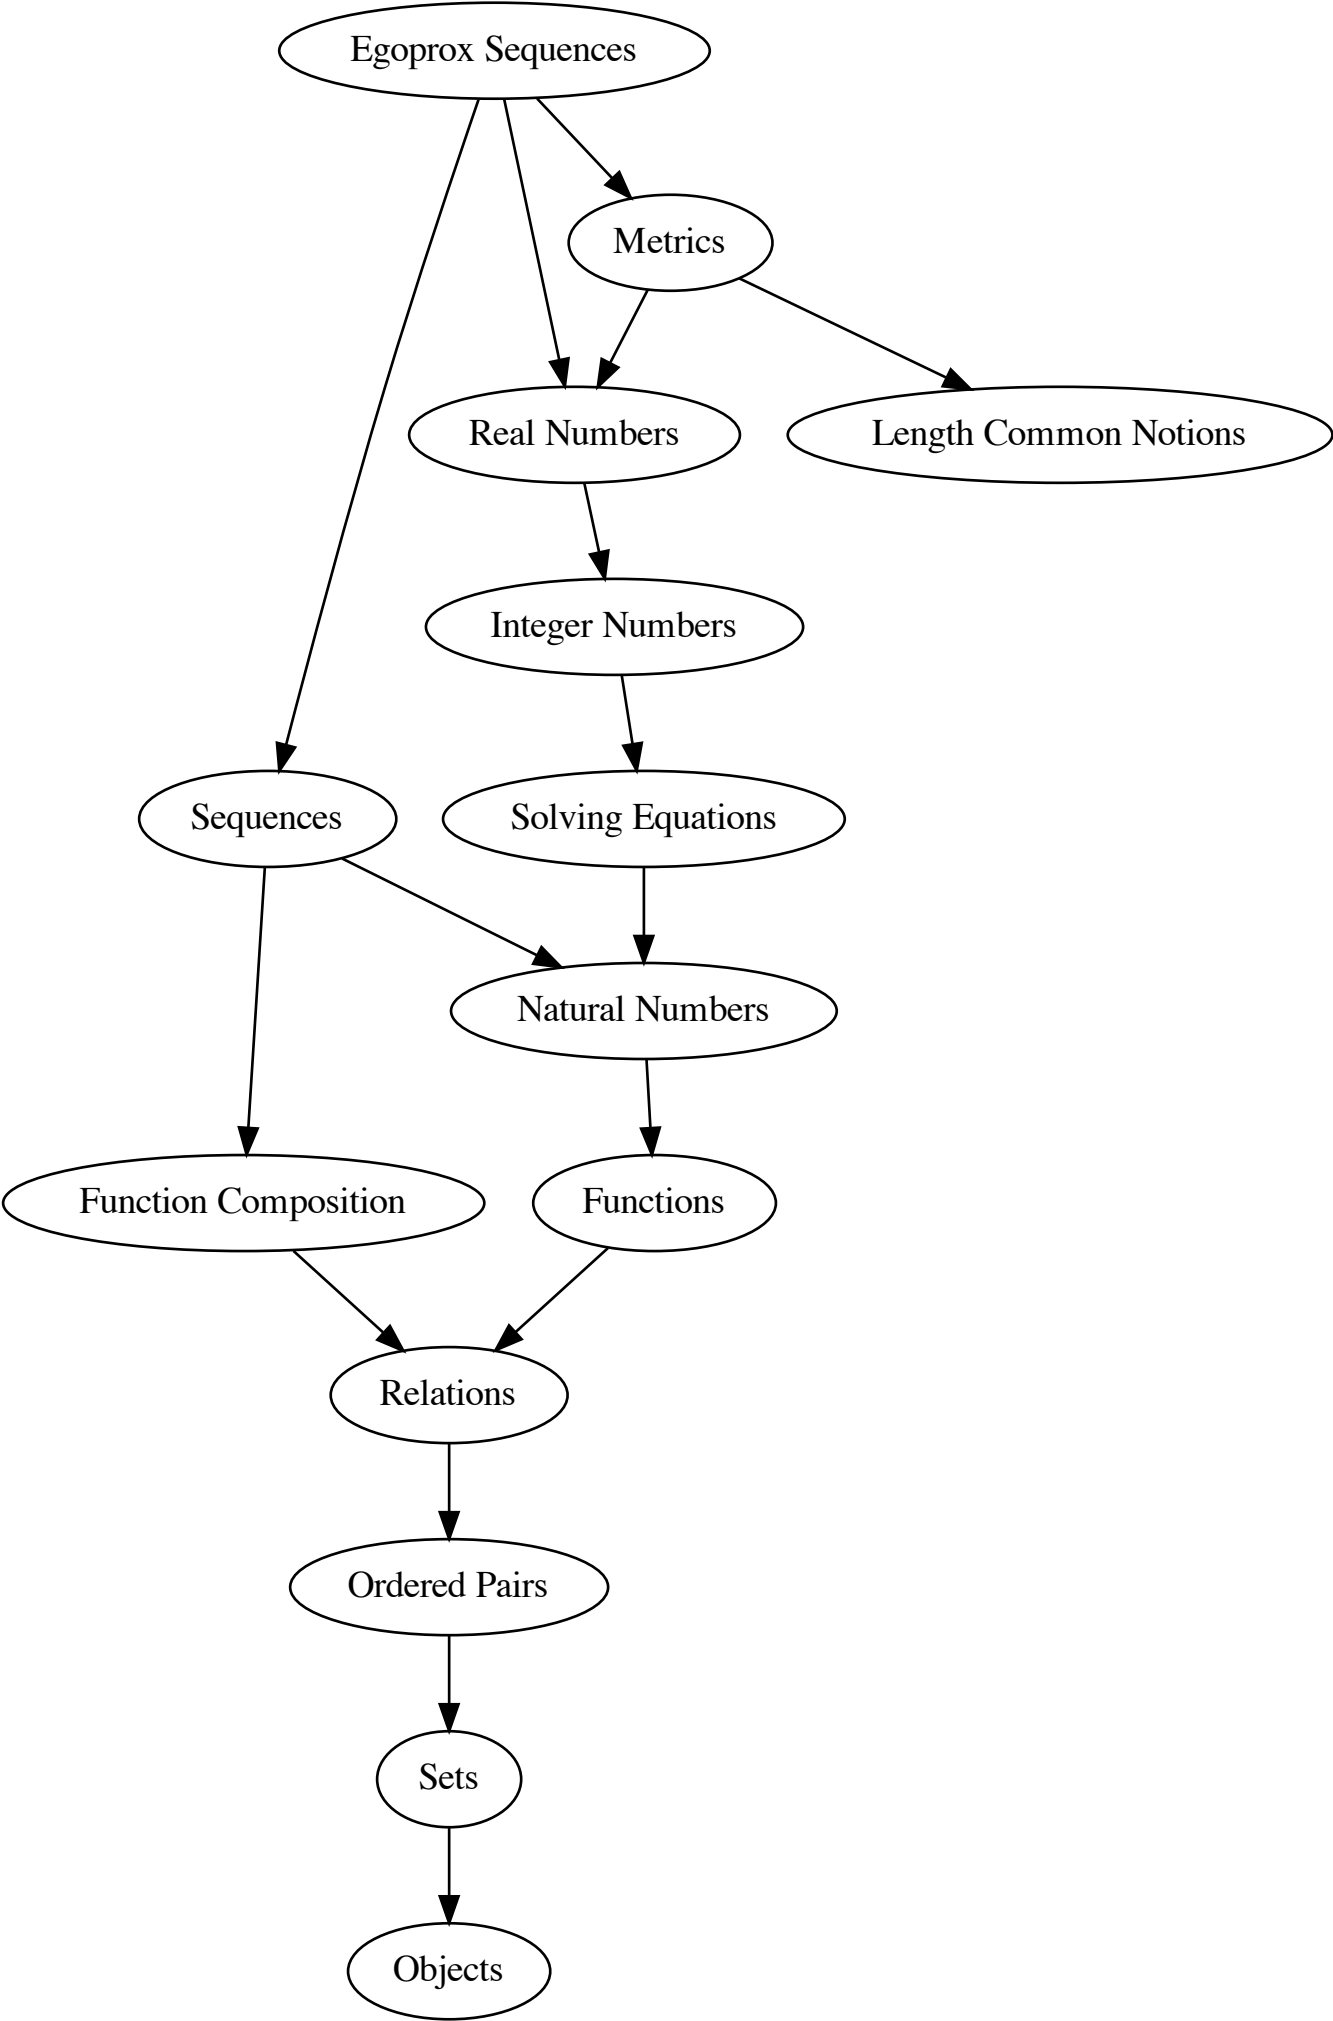 Egoprox Sequences
Metrics
Real Numbers
Length Common Notions
Integer Numbers
Sequences
Solving Equations
Natural Numbers
Function Composition
Functions
Relations
Ordered Pairs
Sets
Objects